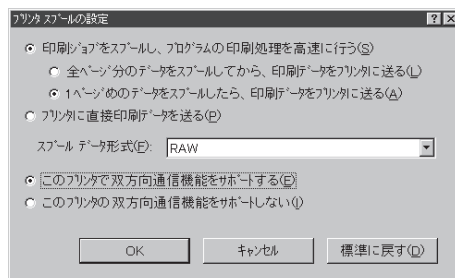 プリンタ スプールの設定
印刷ジョブをスプールし、プログラムの印刷処理を高速に行う(S)
全ページ分のデータをスプールしてから、印刷データをプリンタに送る(L)
1ページめのデータをスプールしたら、印刷データをプリンタに送る(A)
プリンタに直接印刷データを送る(P)
スプール データ形式(F): RAW
このプリンタで双方向通信機能をサポートする(E)
このプリンタの双方向通信機能をサポートしない(I)
OK キャンセル 標準に戻す(D)